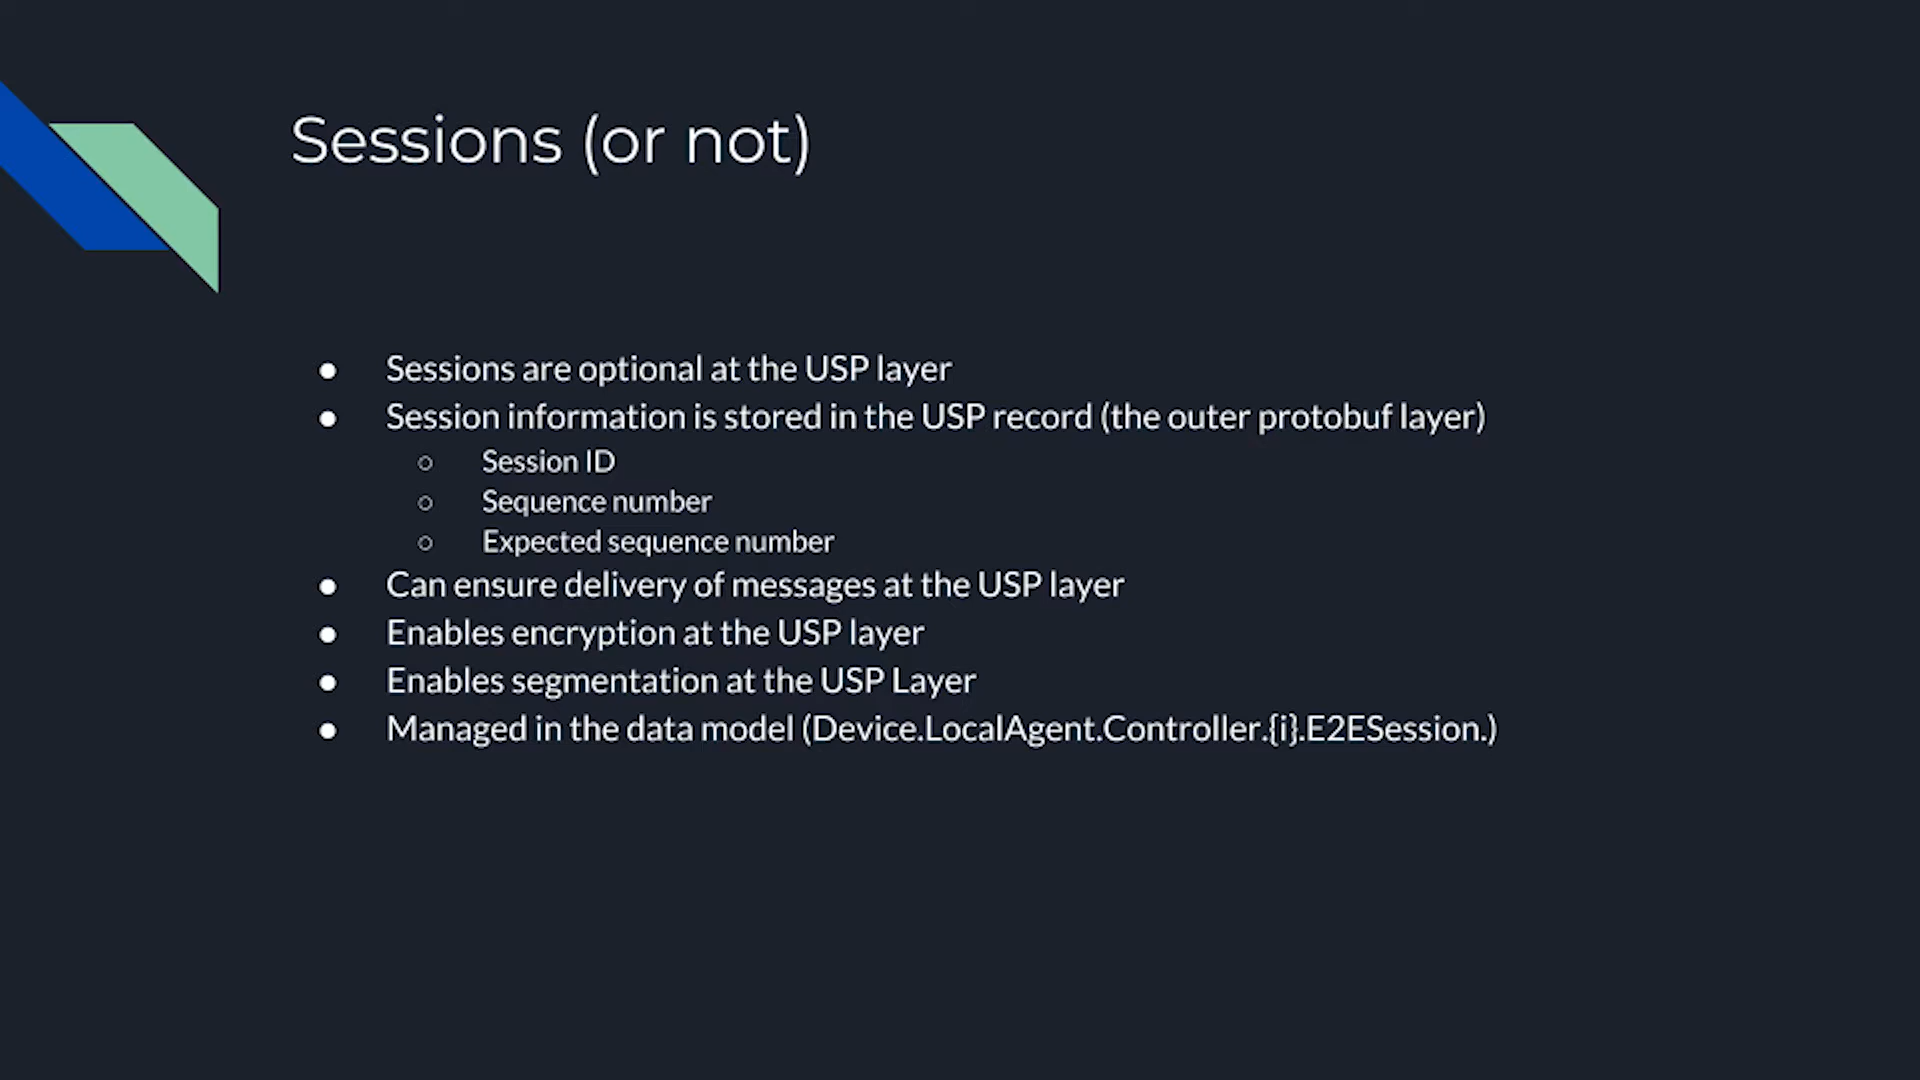 Sessions (or not)
● Sessions are optional at the USP layer
● Session information is stored in the USP record (the outer protobuf layer)
○ Session ID
○ Sequence number
○ Expected sequence number
● Can ensure delivery of messages at the USP layer
● Enables encryption at the USP layer
● Enables segmentation at the USP Layer
● Managed in the data model (Device.LocalAgent.Controller.{i}.E2ESession.)